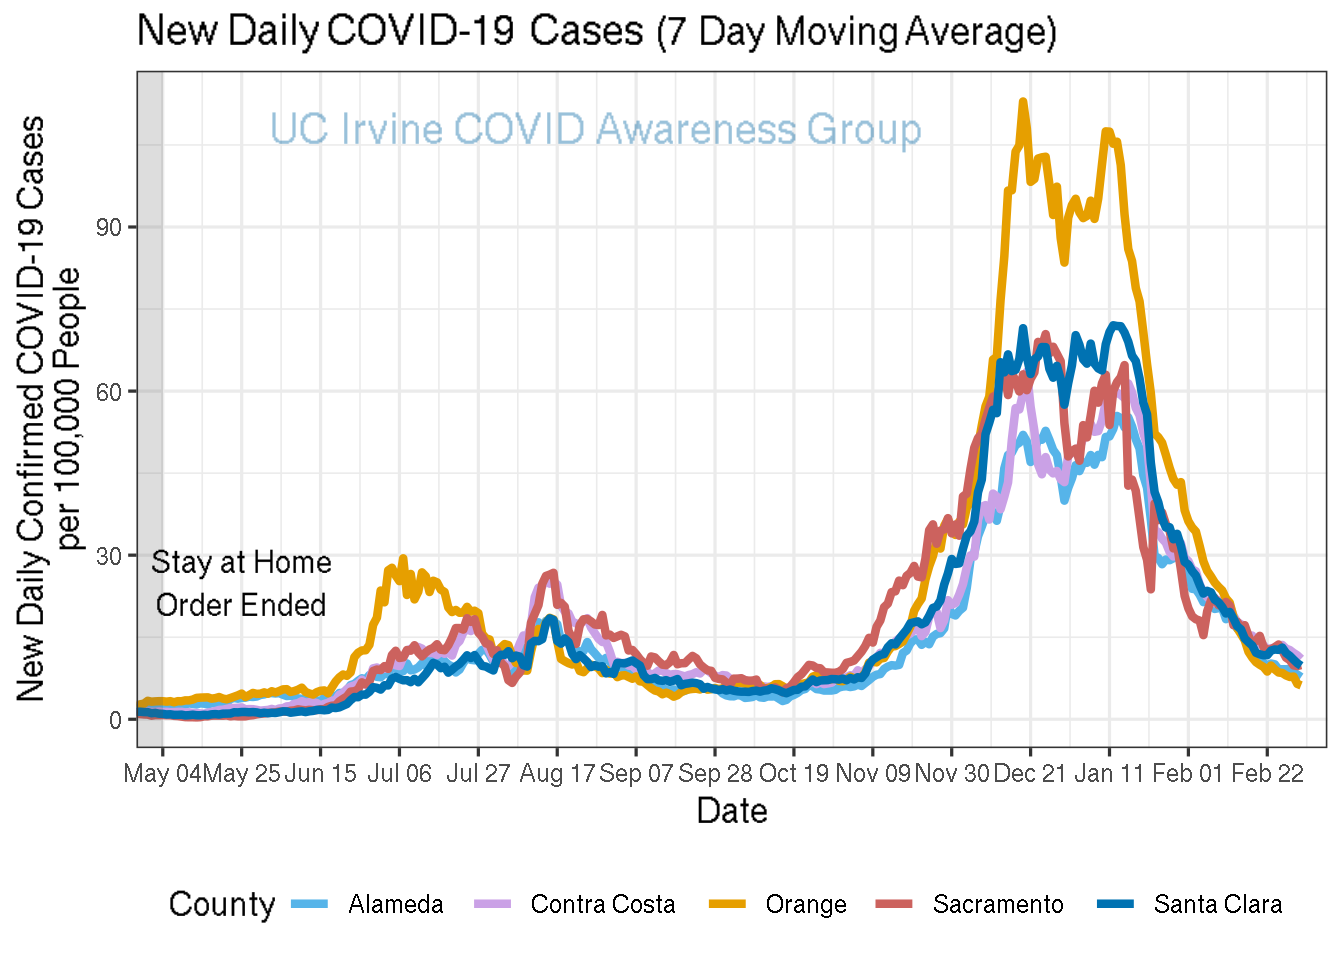 New Daily COVID-19 Cases (7 Day Moving Average)
UC Irvine COVID Awareness Group
New Daily Confirmed COVID-19 Cases
per 100,000 People
90
60
30
0
Stay at Home
Order Ended
May 04 May 25 Jun 15 Jul 06 Jul 27 Aug 17 Sep 07 Sep 28 Oct 19 Nov 09 Nov 30 Dec 21 Jan 11 Feb 01 Feb 22
Date
County Alameda Contra Costa Orange Sacramento Santa Clara